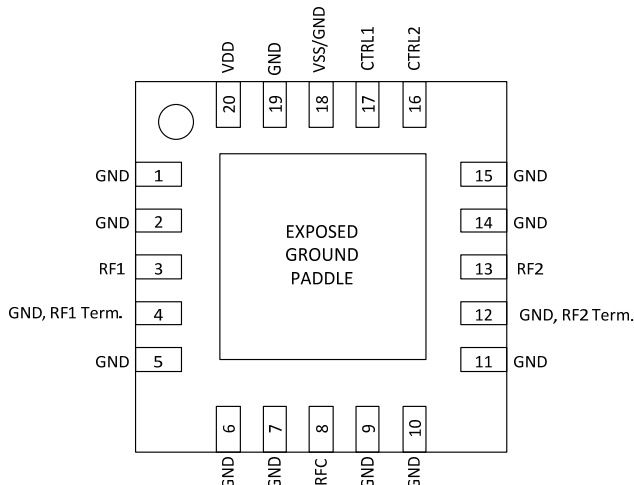 VDD
GND
VSS/GND
CTRL1
CTRL2
20
19
18
17
16
GND 1
15 GND
GND 2
14 GND
RF1 3
13 RF2
GND, RF1 Term. 4
12 GND, RF2 Term.
GND 5
11 GND
EXPOSED
GROUND
PADDLE
6
7
8
9
10
GND
GND
RFC
GND
GND